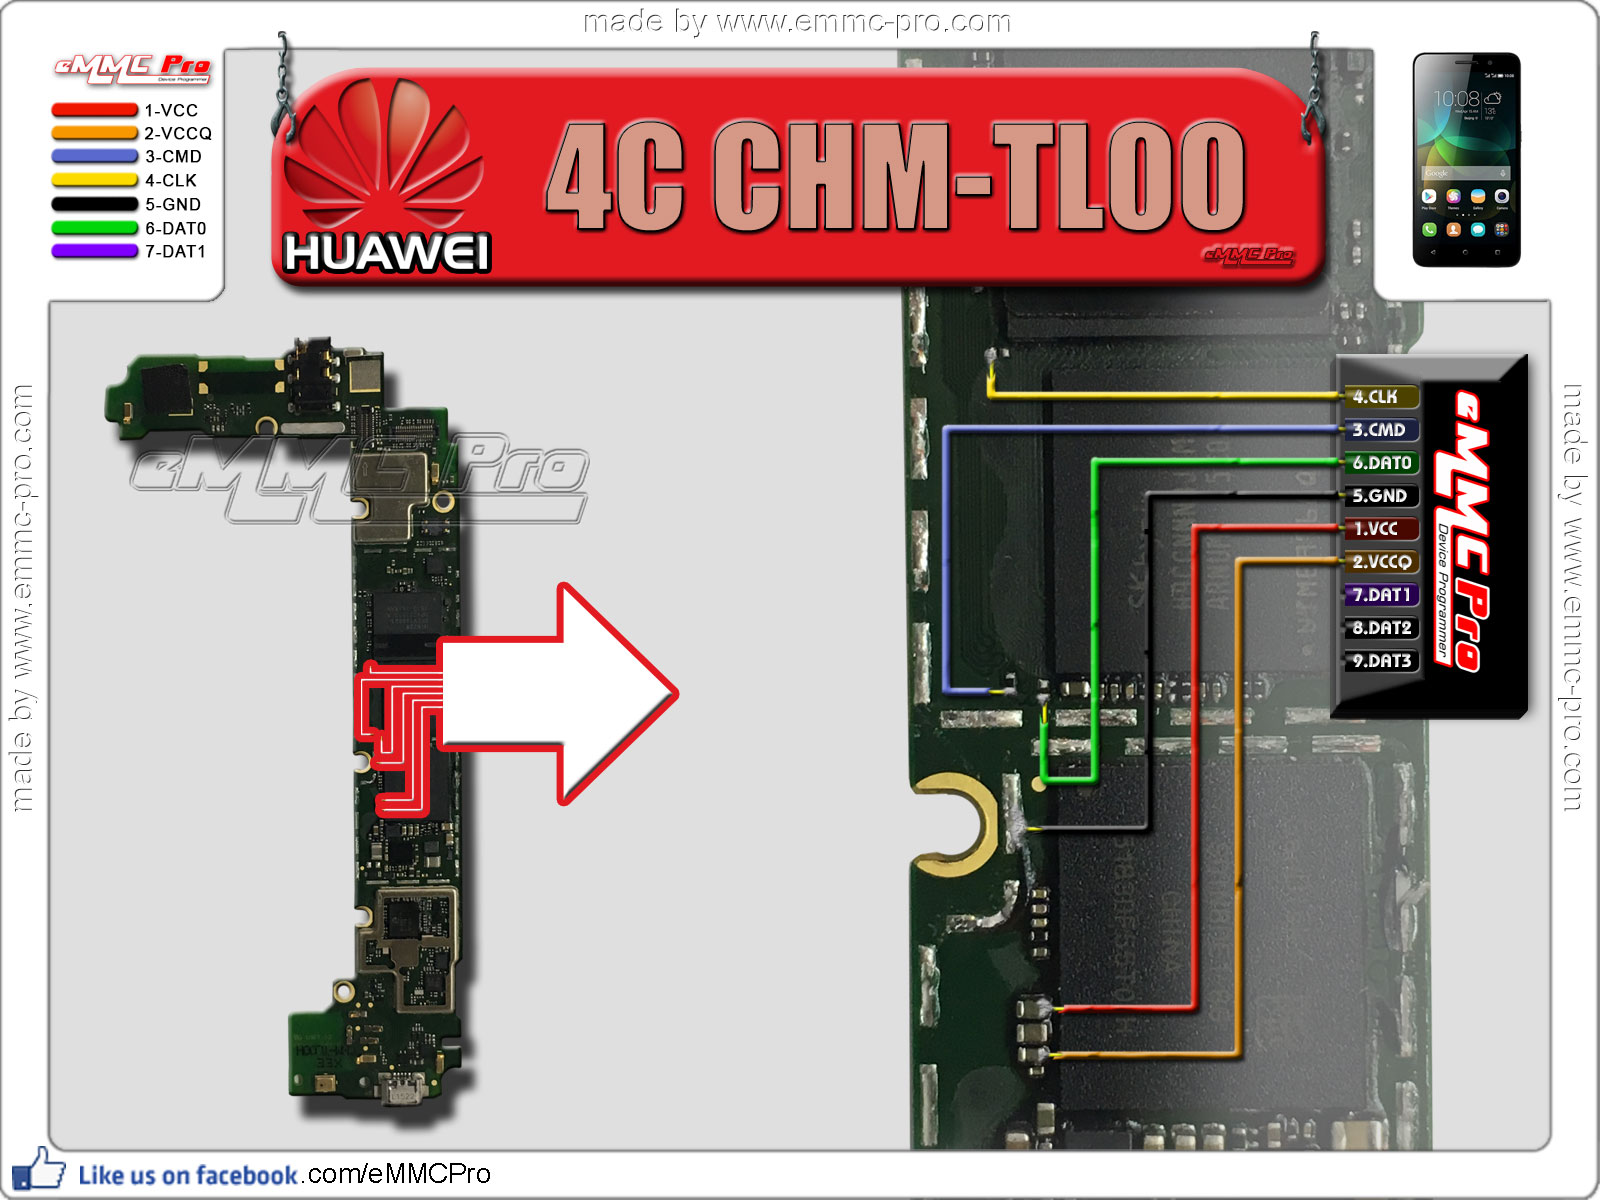 made by www.emmc-pro.com
eMMC Pro
Device Programmer
1-VCC
2-VCCQ
3-CMD
4-CLK
5-GND
6-DAT0
7-DAT1
HUAWEI
4C CHM-TL00
eMMC Pro
10:08
Google
4.CLK
3.CMD
6.DAT0
5.GND
1.VCC
2.VCCQ
7.DAT1
8.DAT2
9.DAT3
eMMC Pro
Device Programmer
eMMC Pro
made by www.emmc-pro.com
made by www.emmc-pro.com
CHINA
Like us on facebook.com/eMMCPro